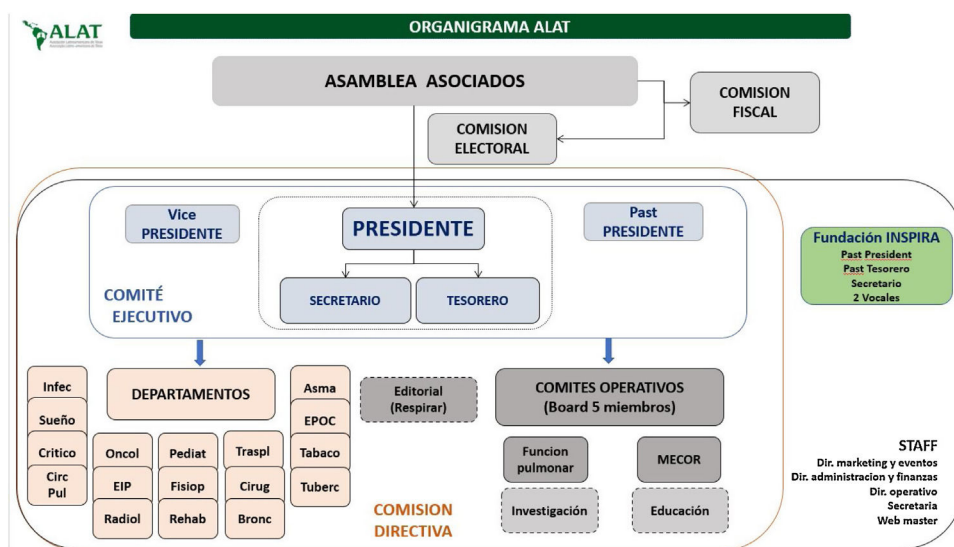 ALAT
ORGANIGRAMA ALAT
ASAMBLEA ASOCIADOS
COMISION
FISCAL
COMISION
ELECTORAL
Vice
PRESIDENTE
PRESIDENTE
Past
PRESIDENTE
SECRETARIO
TESORERO
COMITÉ
EJECUTIVO
Fundación INSPIRA
Past President
Past Tesorero
Secretario
2 Vocales
Infec
Sueño
Critico
Circ
Pul
DEPARTAMENTOS
Oncol
Pediat
Traspl
EIP
Fisiop
Cirug
Radiol
Rehab
Bronc
Asma
EPOC
Tabaco
Tuberc
Editorial
(Respirar)
COMITES OPERATIVOS
(Board 5 miembros)
Funcion
pulmonar
MECOR
Investigación
Educación
COMISION
DIRECTIVA
STAFF
Dir. marketing y eventos
Dir. administracion y finanzas
Dir. operativo
Secretaria
Web master